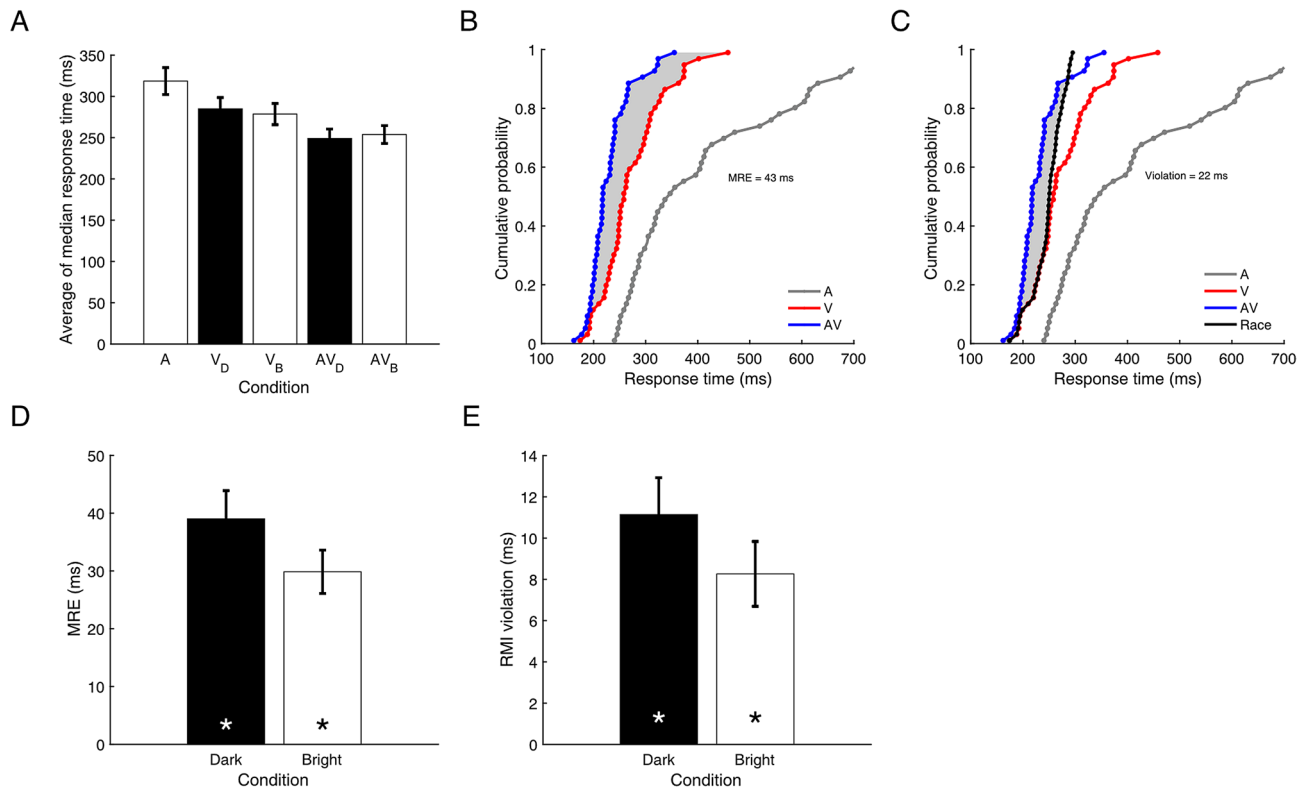 A
Average of median response time (ms)
350
300
250
200
150
100
50
0
A V_D V_B AV_D AV_B
Condition
B
Cumulative probability
1
0.8
0.6
0.4
0.2
0
MRE = 43 ms
A
V
AV
100 200 300 400 500 600 700
Response time (ms)
C
Cumulative probability
1
0.8
0.6
0.4
0.2
0
Violation = 22 ms
A
V
AV
Race
100 200 300 400 500 600 700
Response time (ms)
D
MRE (ms)
50
40
30
20
10
0
* *
Dark Bright
Condition
E
RMI violation (ms)
14
12
10
8
6
4
2
0
* *
Dark Bright
Condition